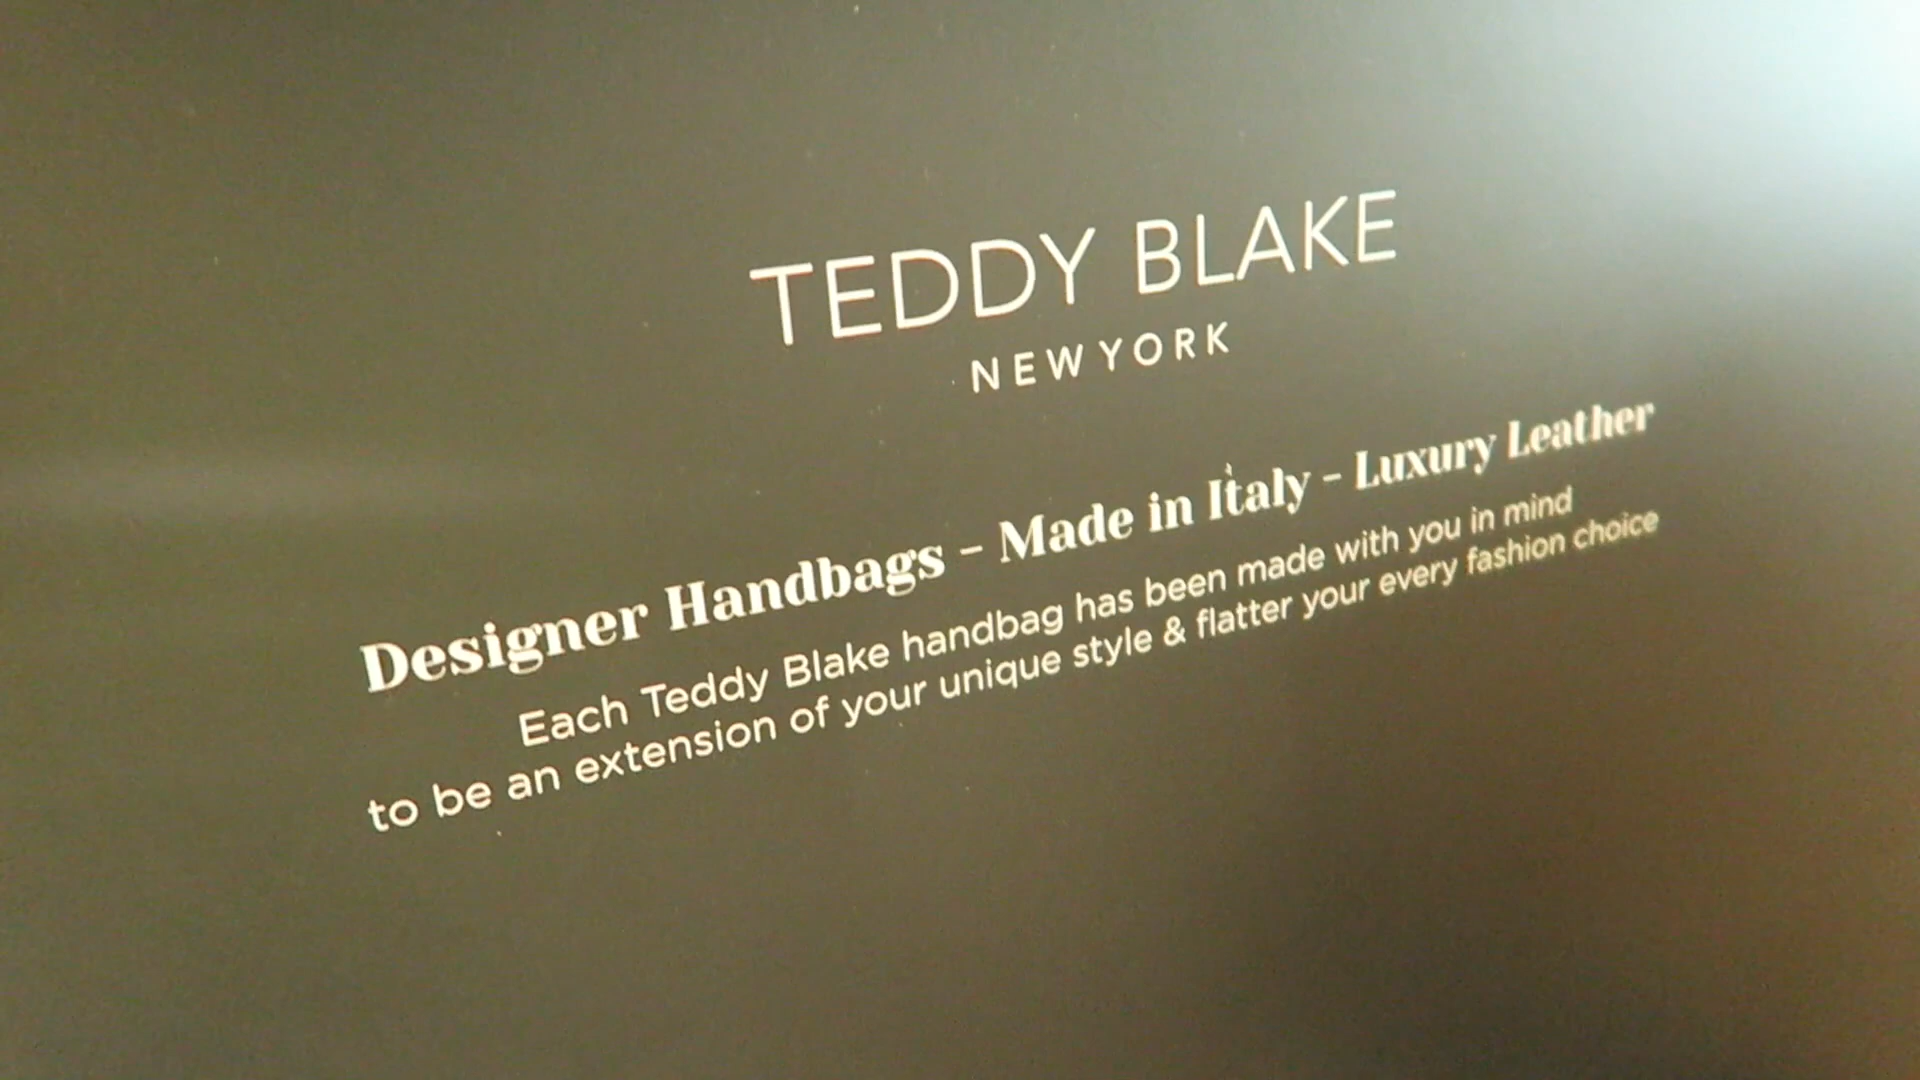 TEDDY BLAKE
NEW YORK
Designer Handbags - Made in Italy - Luxury Leather
Each Teddy Blake handbag has been made with you in mind
to be an extension of your unique style & flatter your every fashion choice